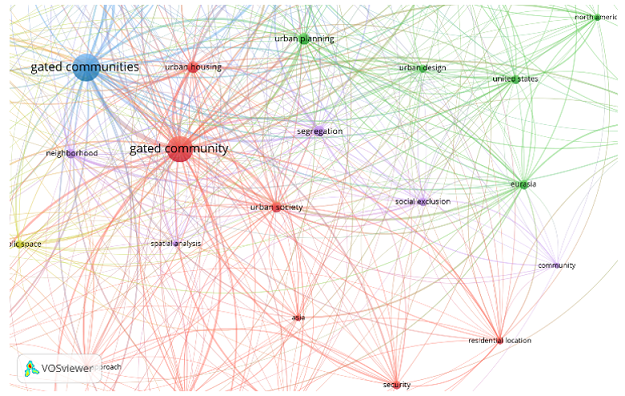 north americ
urban planning
gated communities
urban housing
urban design
united states
segregation
gated community
neighborhood
eurasia
social exclusion
urban society
spatial analysis
lic space
community
asia
residential location
roach
VOSviewer
security